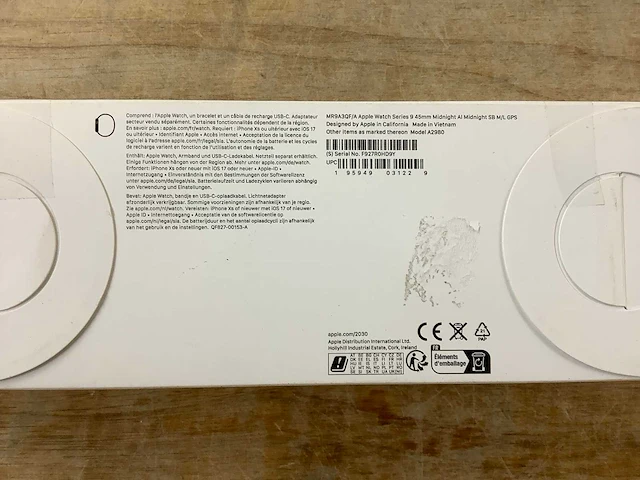 Comprend : l'Apple Watch, un bracelet et un câble de recharge USB-C. Adaptateur
secteur vendu séparément. Certaines fonctionnalités dépendent de la région.
En savoir plus : apple.com/fr/watch. Requiert : iPhone Xs ou ultérieur avec iOS 17
ou ultérieur • Identifiant Apple • Accès Internet • Acceptation de la licence du
logiciel à l'adresse apple.com/fr/legal/sla. L'autonomie de la batterie et les cycles
de recharge varient en fonction de l'utilisation et des réglages.
Enthält: Apple Watch, Armband und USB-C-Ladekabel. Netzteil separat erhältlich.
Einige Funktionen hängen von der Region ab. Mehr unter apple.com/de/watch.
Erfordert: iPhone Xs oder neuer mit iOS 17 oder neuer • Apple-ID •
Internetzugang • Einverständnis mit den Bestimmungen der Softwarelizenz
apple.com/de/legal/sla. Batterielaufzeit und Ladezyklen variieren abhängig
von Verwendung und Einstellungen.
Bevat: Apple Watch, bandje en USB-C-oplaadkabel. Lichtnetadapter
afzonderlijk verkrijgbaar. Sommige voorzieningen zijn afhankelijk van je regio.
Zie apple.com/nl/watch. Vereisten: iPhone Xs of nieuwer met iOS 17 of nieuwer •
Apple ID • Internettoegang • Acceptatie van de softwarelicentie op
apple.com/nl/legal/sla. De batterijduur en het aantal oplaadcycli zijn afhankelijk
van het gebruik en de instellingen. QF827-00153-A
MR9A3QF/A Apple Watch Series 9 45mm Midnight Al Midnight SB M/L GPS
Designed by Apple in California Made in Vietnam
Other items as marked thereon Model A2980
(S) Serial No. F927R0HD9Y
UPC
1 95949 03122 9
apple.com/2030
Apple Distribution International Ltd.
Hollyhill Industrial Estate, Cork, Ireland
CE
21
PAP
AT BE BG CH CY CZ DE
FR
Éléments
d'emballage